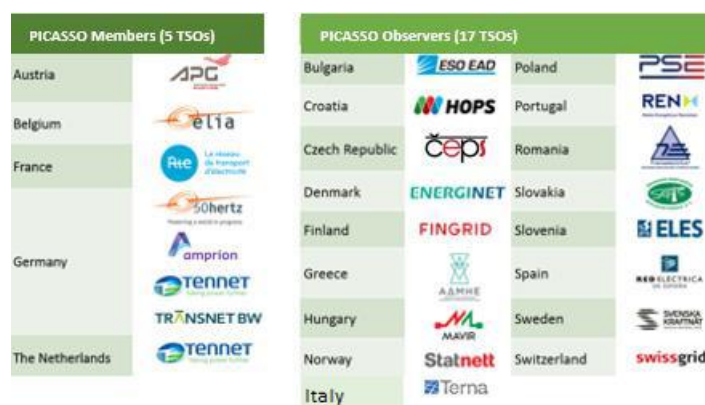 PICASSO Members (5 TSOs)
Austria APG
Belgium elia
France Rte Le réseau de transport d'électricité
50hertz
Germany
amprion
TENNET
TRANSNET BW
The Netherlands TENNET
PICASSO Observers (17 TSOs)
Bulgaria ESO EAD Poland PSE
Croatia HOPS Portugal REN
Czech Republic čeps Romania
Denmark ENERGINET Slovakia
Finland FINGRID Slovenia ELES
Greece ΑΔΜΗΕ Spain RED ELECTRICA
Hungary MAVIR Sweden SVENSKA KRAFTNÄT
Norway Statnett Switzerland swissgrid
Italy Terna